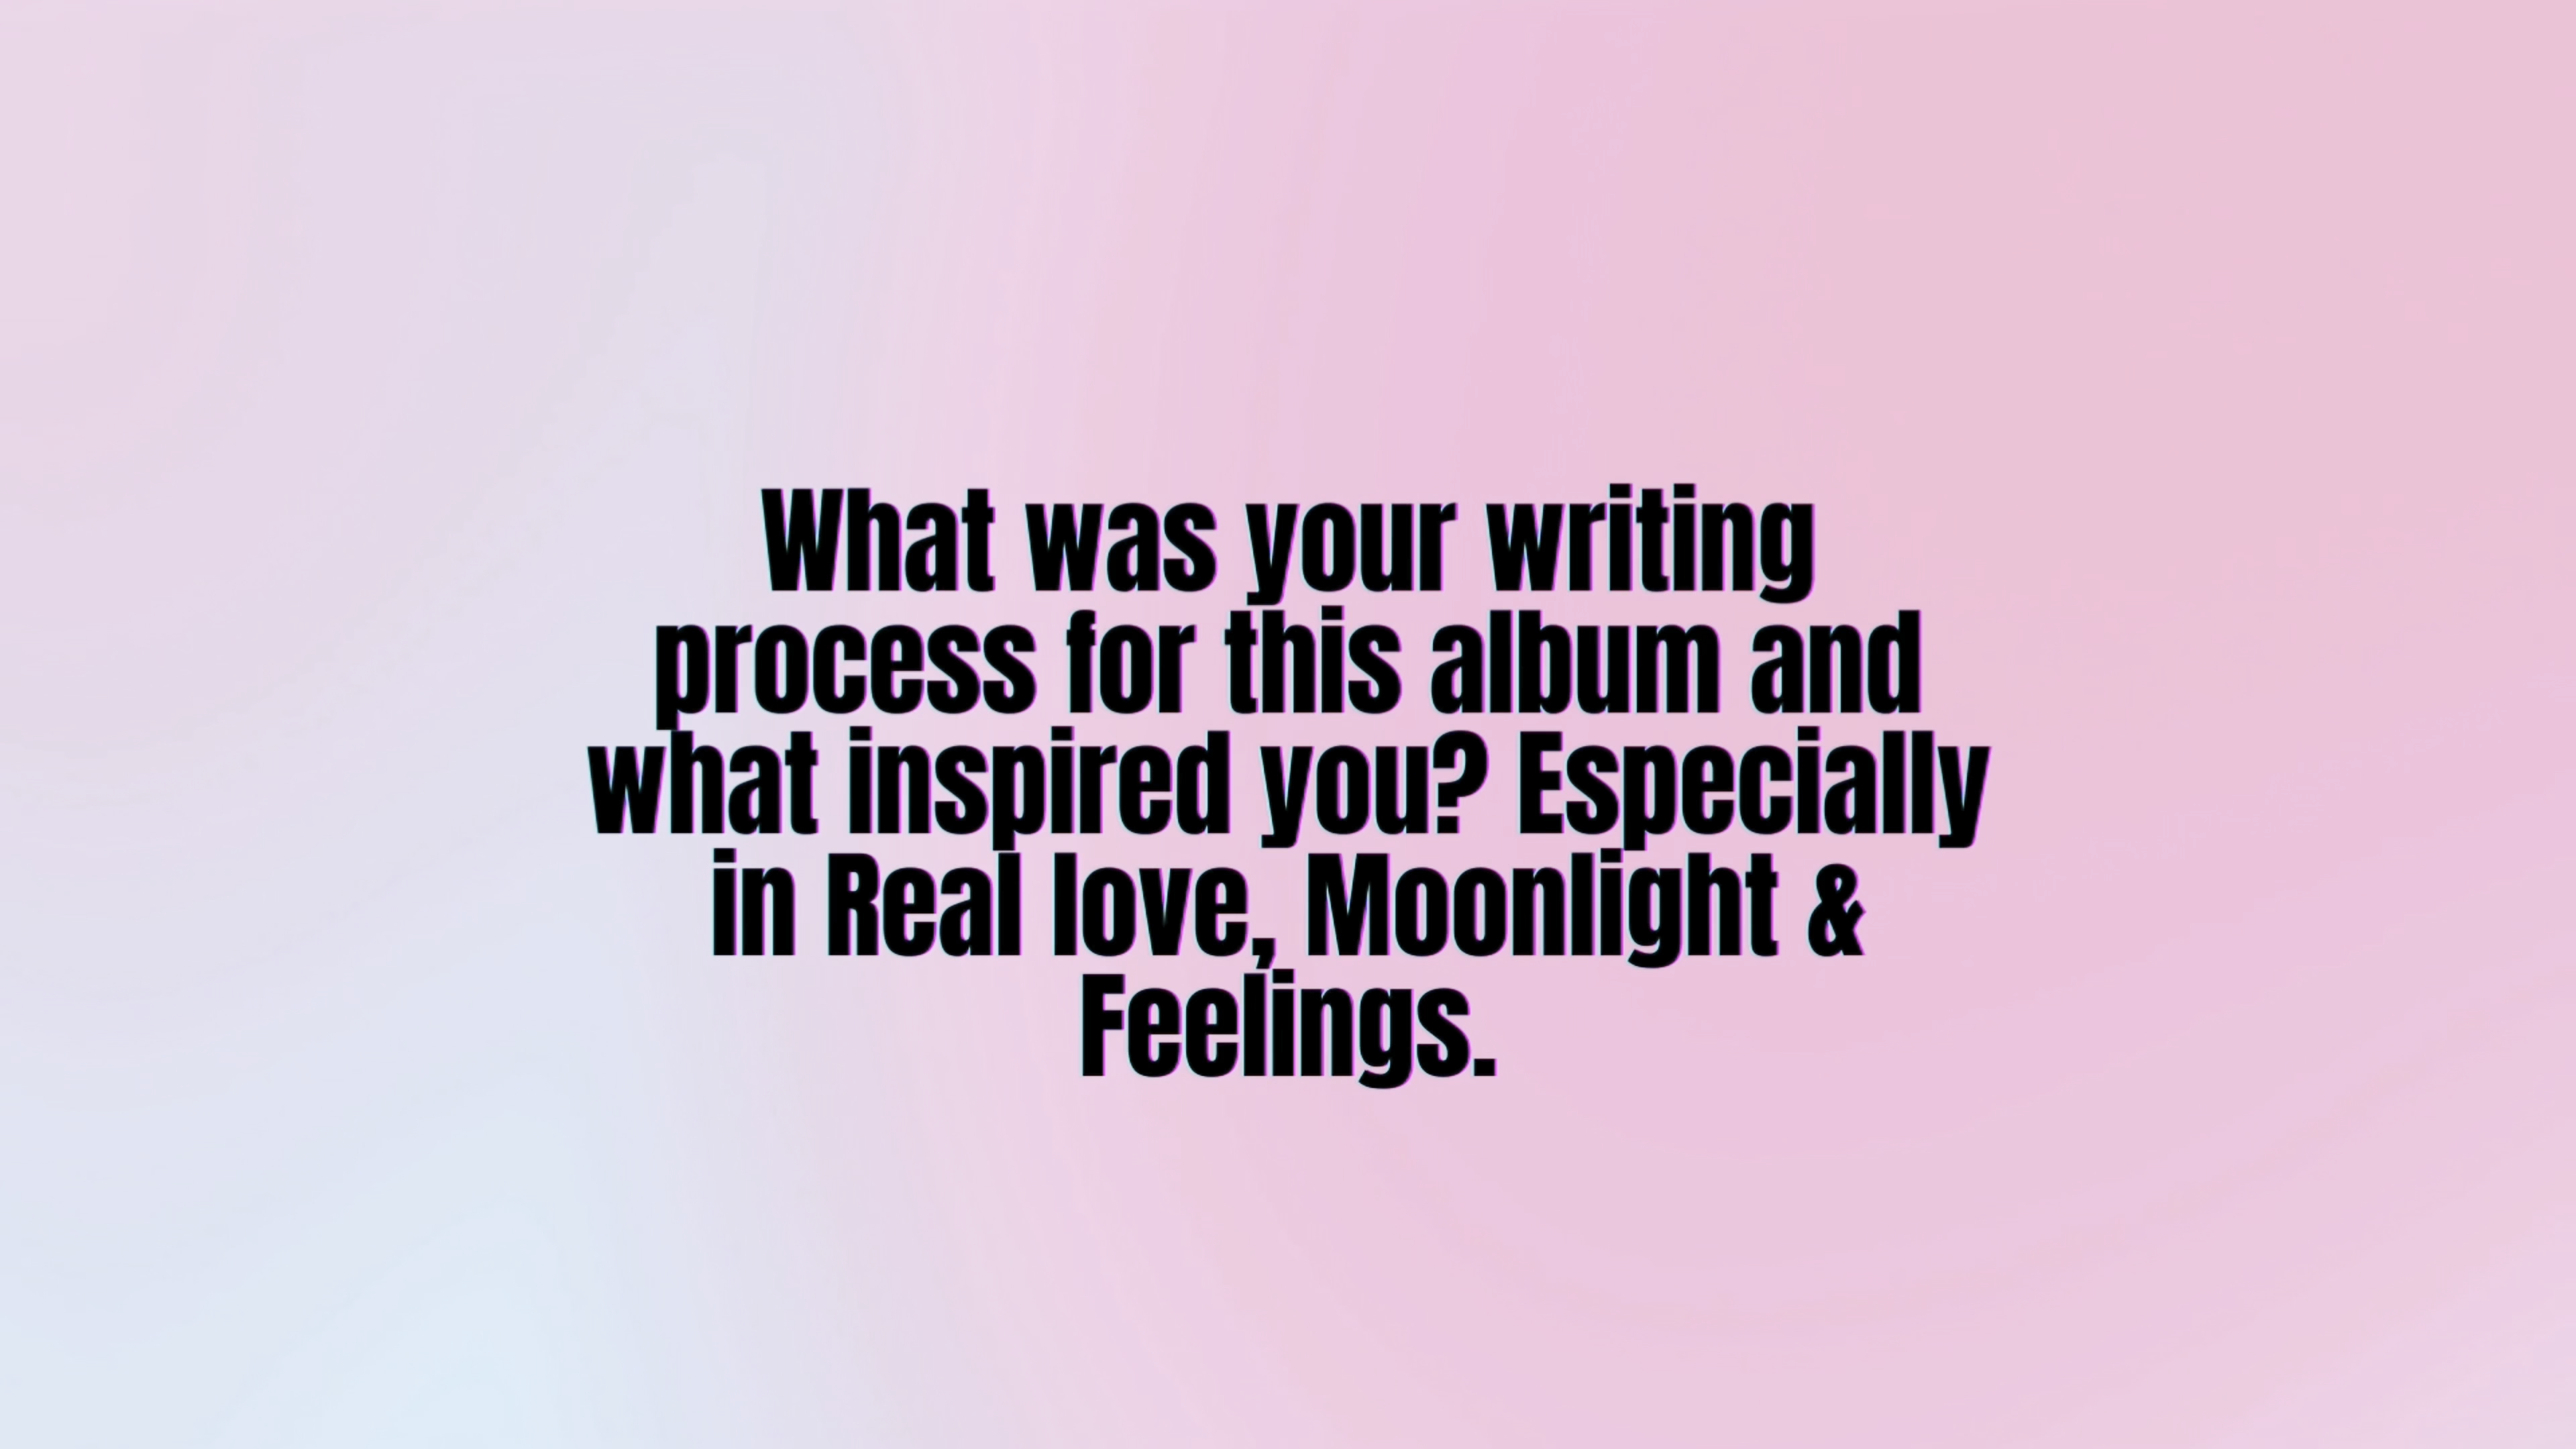 What was your writing
process for this album and
what inspired you? Especially
in Real love, Moonlight &
Feelings.